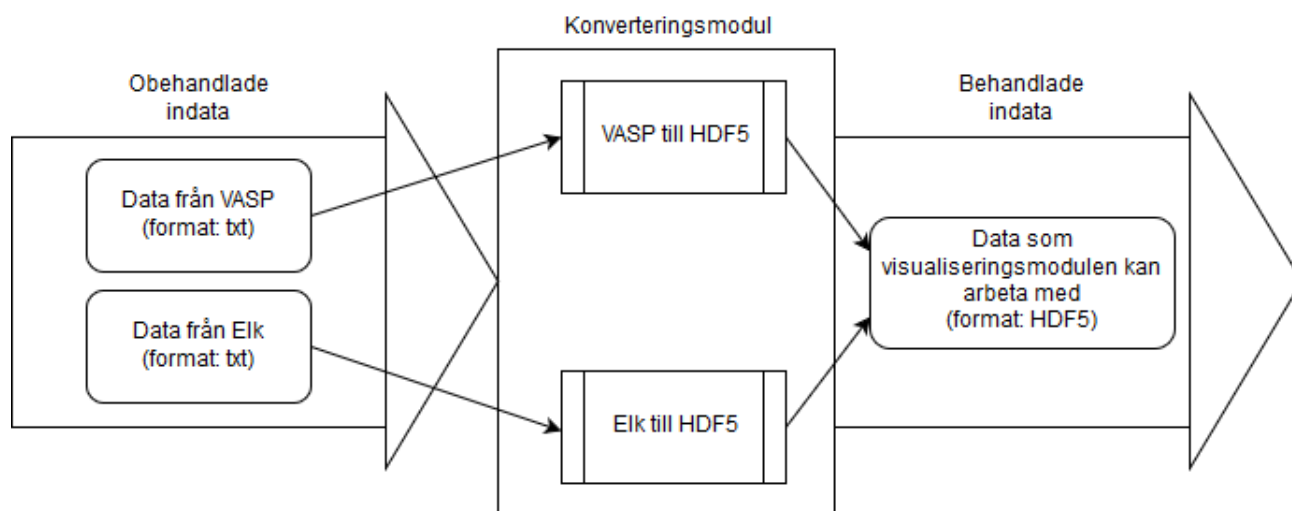 Obehandlade
indata
Data från VASP
(format: txt)
Data från Elk
(format: txt)
Konverteringsmodul
VASP till HDF5
Elk till HDF5
Behandlade
indata
Data som
visualiseringsmodulen kan
arbeta med
(format: HDF5)